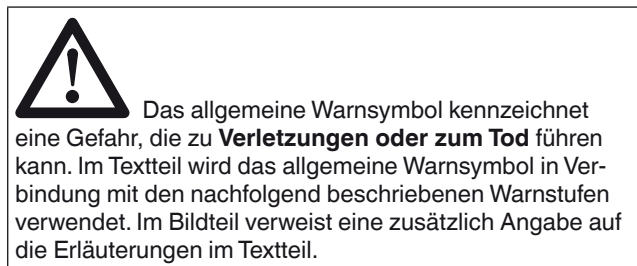 Das allgemeine Warnsymbol kennzeichnet
eine Gefahr, die zu Verletzungen oder zum Tod führen
kann. Im Textteil wird das allgemeine Warnsymbol in Ver-
bindung mit den nachfolgend beschriebenen Warnstufen
verwendet. Im Bildteil verweist eine zusätzlich Angabe auf
die Erläuterungen im Textteil.